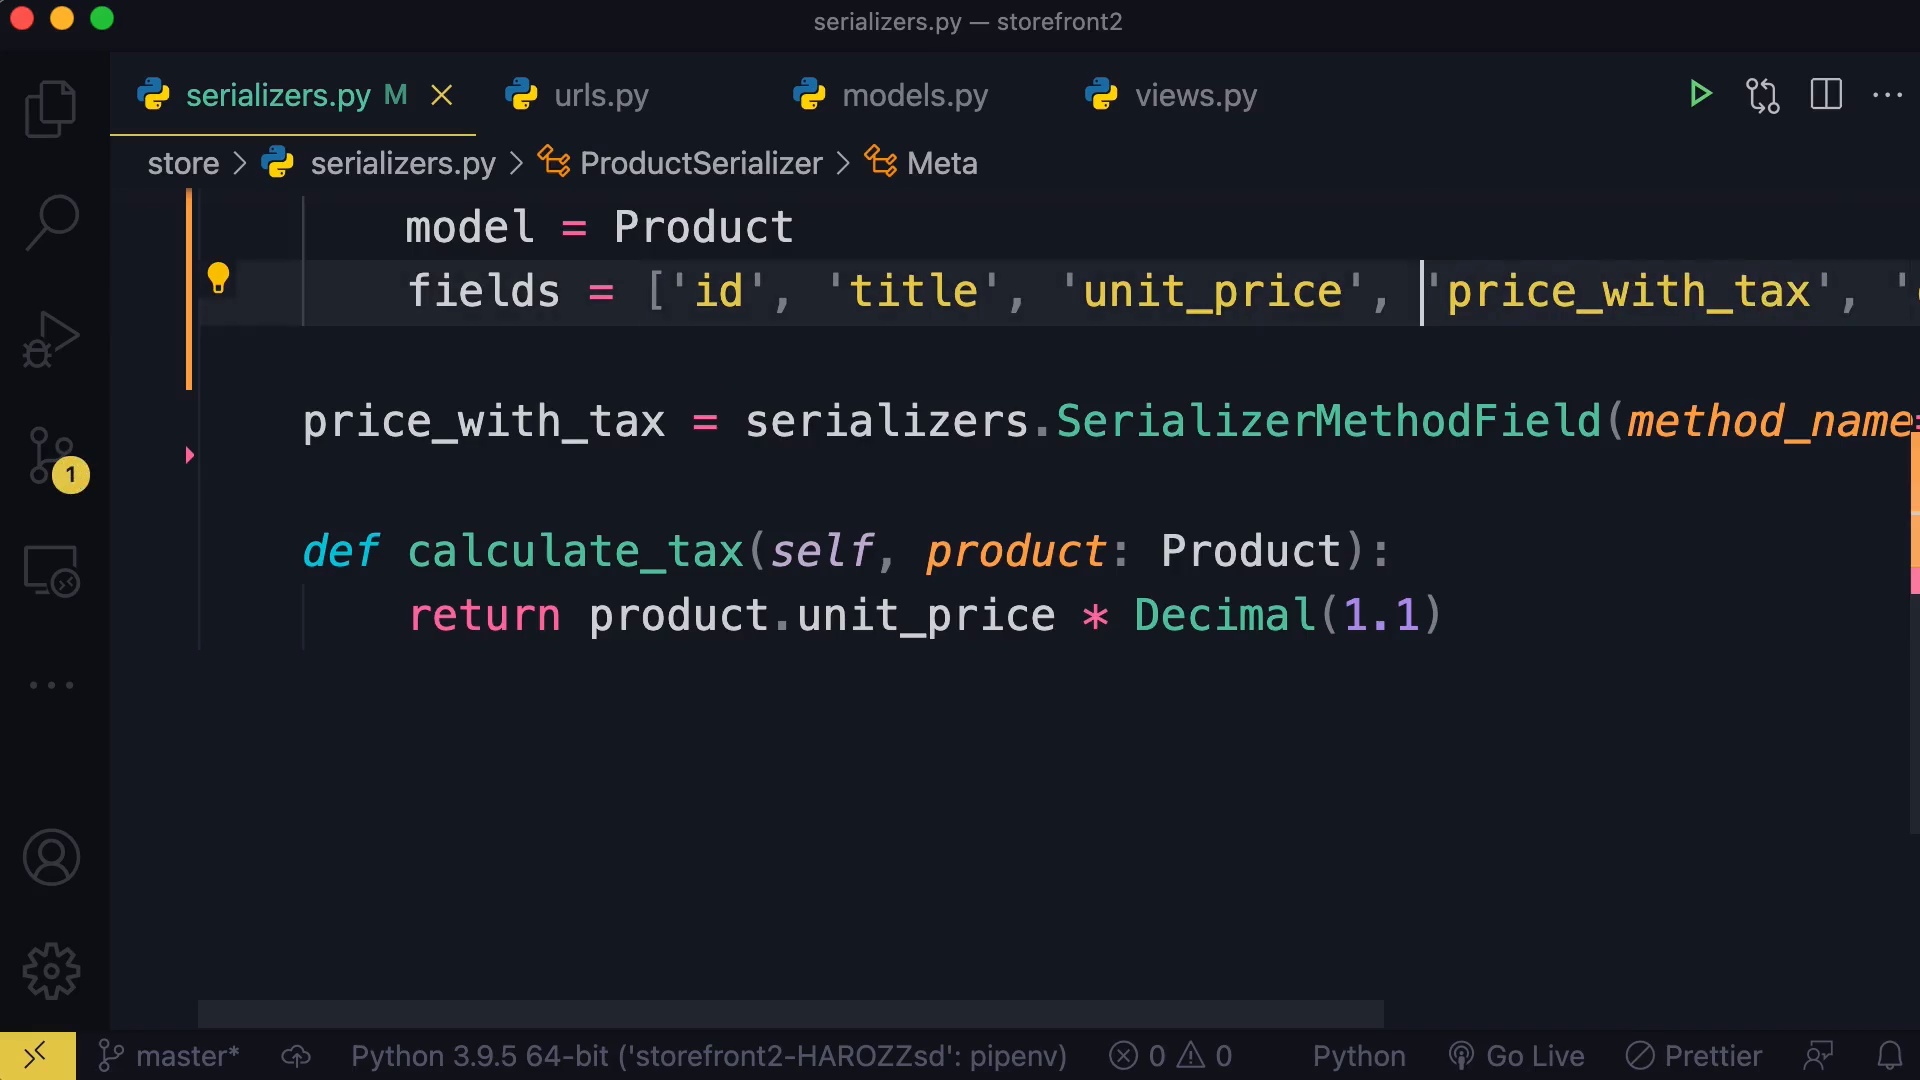 serializers.py — storefront2
serializers.py M urls.py models.py views.py
store > serializers.py > ProductSerializer > Meta
model = Product
fields = ['id', 'title', 'unit_price', 'price_with_tax', '
price_with_tax = serializers.SerializerMethodField(method_name=
def calculate_tax(self, product: Product):
return product.unit_price * Decimal(1.1)
1
master* Python 3.9.5 64-bit ('storefront2-HAROZZsd': pipenv) 0 0 Python Go Live Prettier